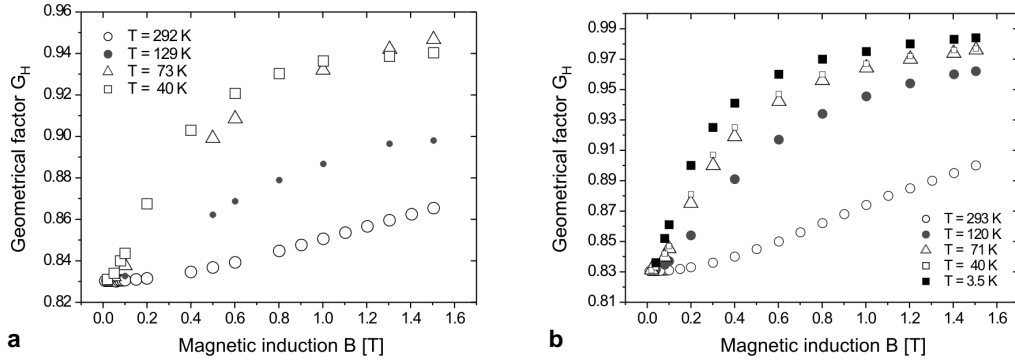 0.96
0.94
0.92
0.90
0.88
0.86
0.84
0.82
Geometrical factor G_H
T = 292 K
T = 129 K
T = 73 K
T = 40 K
0.0 0.2 0.4 0.6 0.8 1.0 1.2 1.4 1.6
Magnetic induction B [T]
a
0.99
0.97
0.95
0.93
0.91
0.89
0.87
0.85
0.83
0.81
Geometrical factor G_H
T = 293 K
T = 120 K
T = 71 K
T = 40 K
T = 3.5 K
0.0 0.2 0.4 0.6 0.8 1.0 1.2 1.4 1.6
Magnetic induction B [T]
b